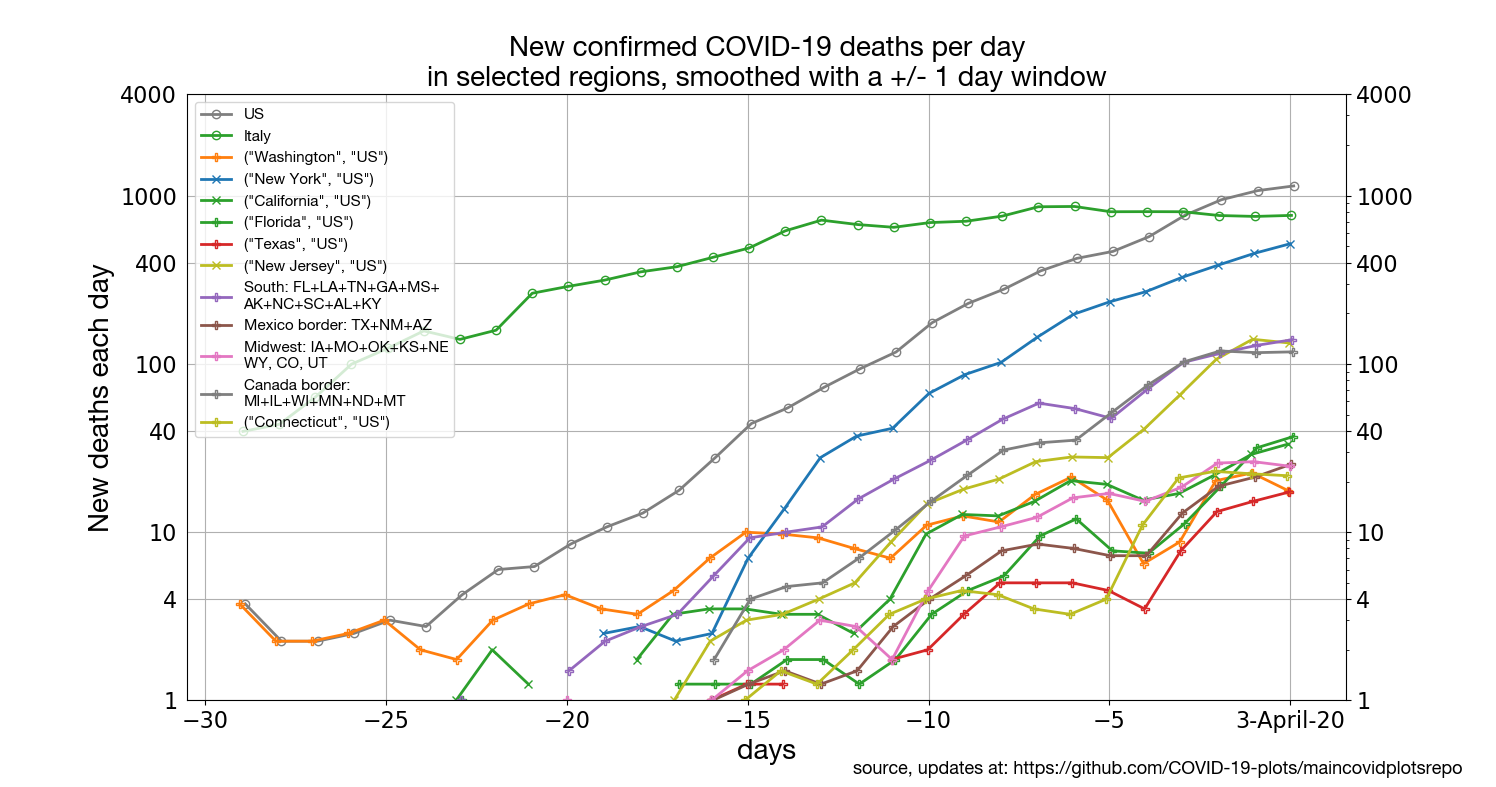 New confirmed COVID-19 deaths per day
in selected regions, smoothed with a +/- 1 day window
4000
1000
400
100
40
10
4
1
New deaths each day
US
Italy
("Washington", "US")
("New York", "US")
("California", "US")
("Florida", "US")
("Texas", "US")
("New Jersey", "US")
South: FL+LA+TN+GA+MS+
AK+NC+SC+AL+KY
Mexico border: TX+NM+AZ
Midwest: IA+MO+OK+KS+NE
WY, CO, UT
Canada border:
MI+IL+WI+MN+ND+MT
("Connecticut", "US")
4000
1000
400
100
40
10
4
1
−30 −25 −20 −15 −10 −5 3-April-20
days
source, updates at: https://github.com/COVID-19-plots/maincovidplotsrepo